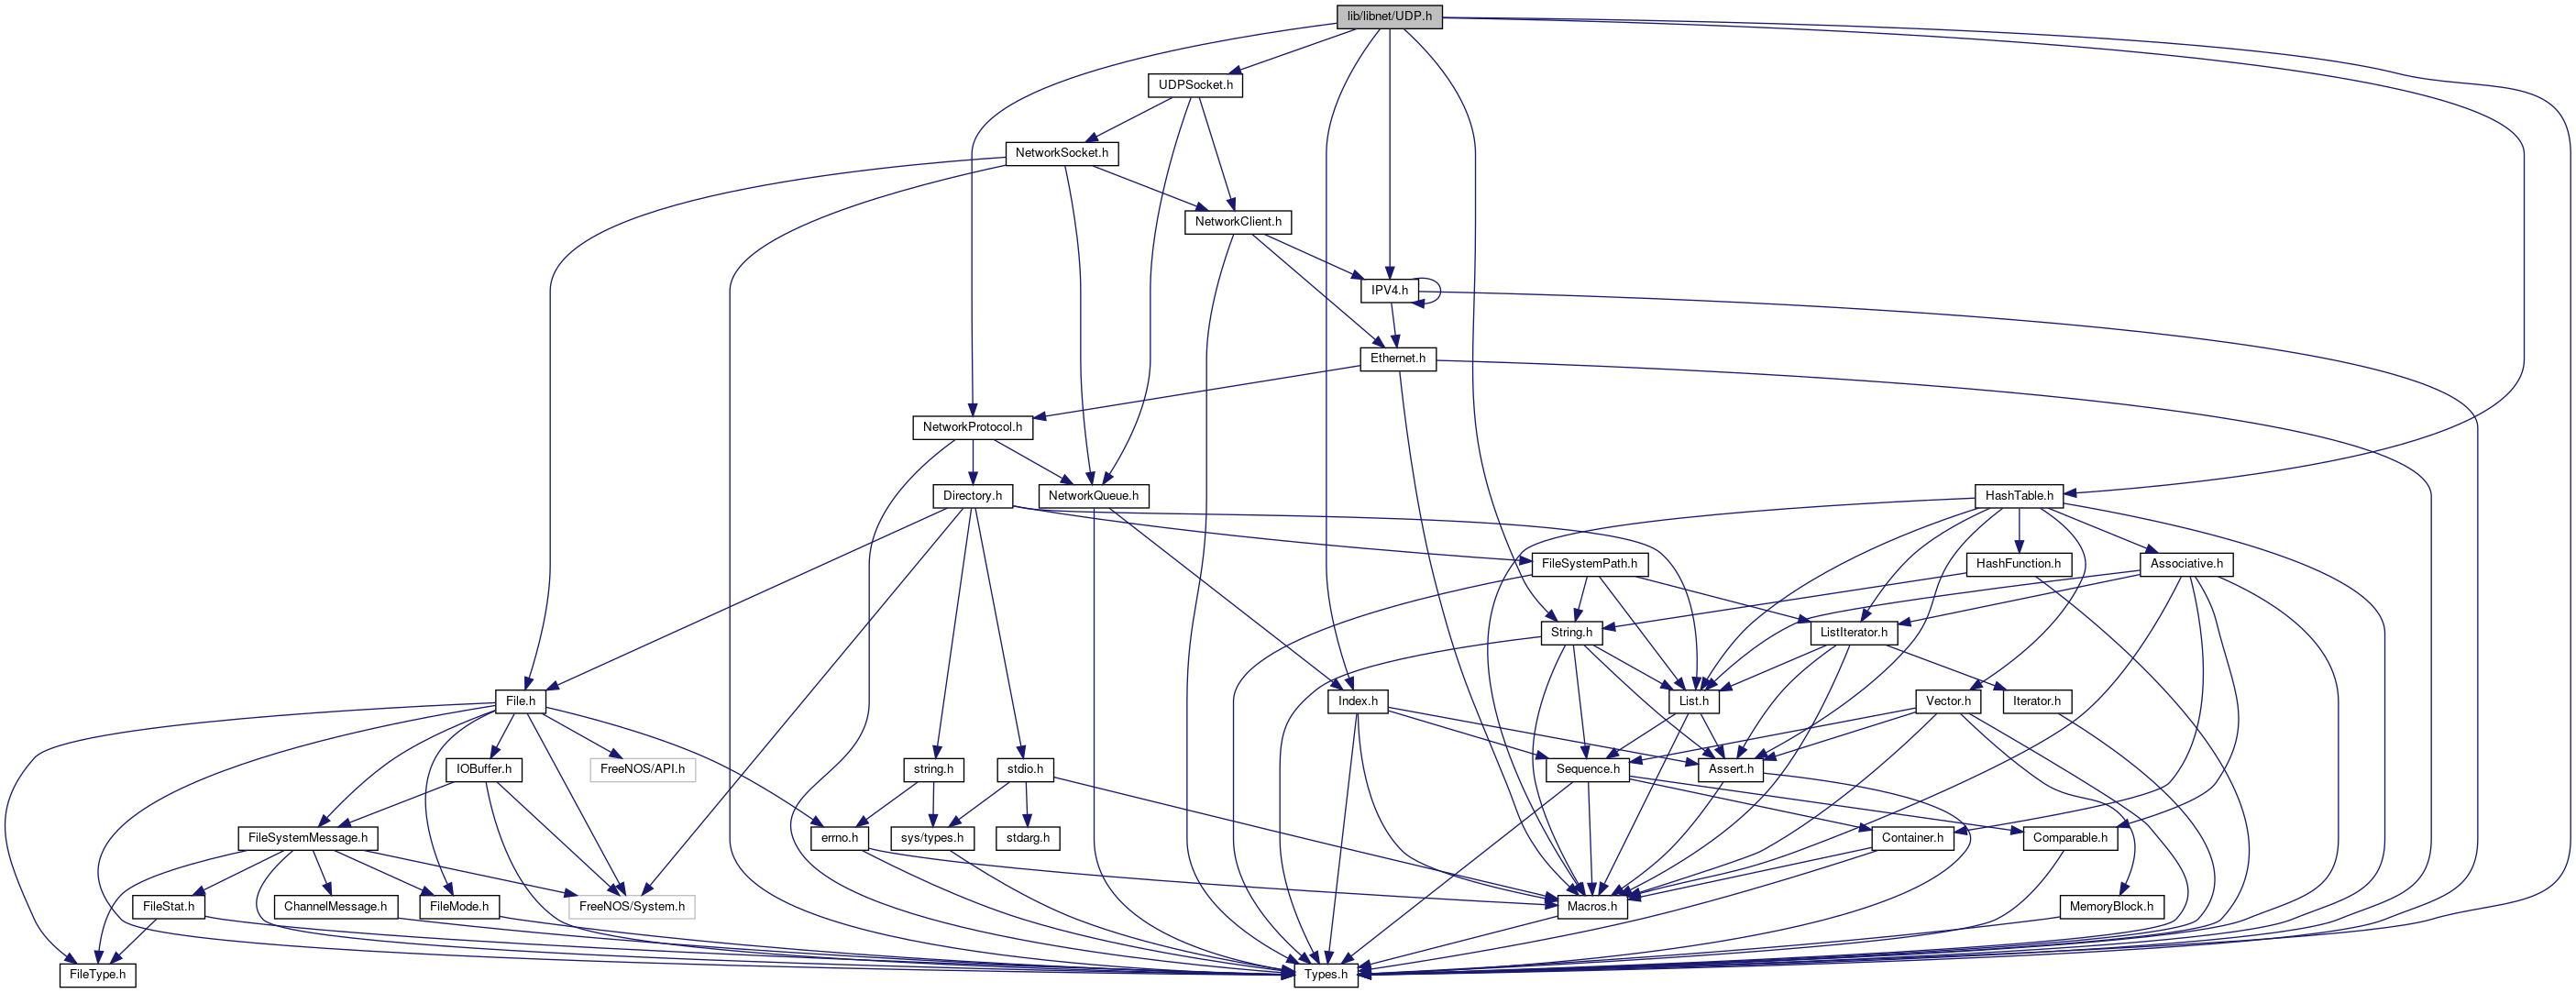 lib/libnet/UDP.h
UDPSocket.h
NetworkSocket.h
NetworkClient.h
IPV4.h
Ethernet.h
NetworkProtocol.h
Directory.h
NetworkQueue.h
HashTable.h
FileSystemPath.h
HashFunction.h
Associative.h
String.h
ListIterator.h
File.h
Index.h
List.h
Vector.h
Iterator.h
IOBuffer.h
FreeNOS/API.h
string.h
stdio.h
Sequence.h
Assert.h
FileSystemMessage.h
errno.h
sys/types.h
stdarg.h
Container.h
Comparable.h
FileStat.h
ChannelMessage.h
FileMode.h
FreeNOS/System.h
Macros.h
MemoryBlock.h
FileType.h
Types.h